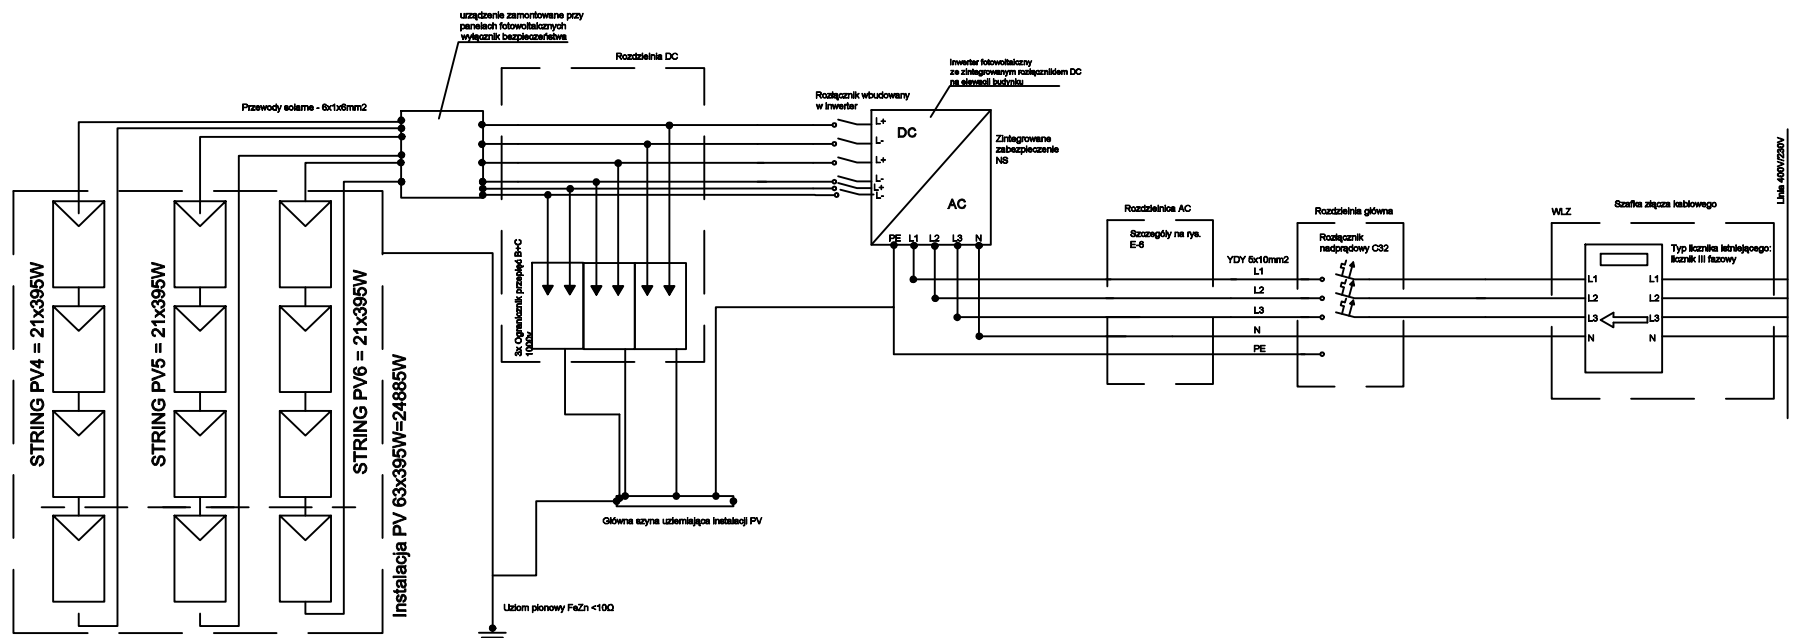 urządzenie zamontowane przy
panelach fotowoltaicznych
wyłącznik bezpieczeństwa
Rozdzielnia DC
Przewody solarne - 6x1x6mm2
Rozłącznik wbudowany
w inwerter
Inwerter fotowoltaiczny
ze zintegrowanym rozłącznikiem DC
na elewacji budynku
L+
L-
L+
L-
L+
L-
DC
AC
Zintegrowane
zabezpieczenie
NS
PE L1 L2 L3 N
3x Ogranicznik przepięć B+C
1000v
STRING PV4 = 21x395W
STRING PV5 = 21x395W
STRING PV6 = 21x395W
Instalacja PV 63x395W=24885W
Główna szyna uziemiająca instalacji PV
Uziom pionowy FeZn <10Ω
Rozdzielnica AC
Szczegóły na rys.
E-6
YDY 5x10mm2
L1
L2
L3
N
PE
Rozdzielnia główna
Rozłącznik
nadprądowy C32
WLZ
Szafka złącza kablowego
Typ licznika istniejącego:
licznik III fazowy
L1 L1
L2 L2
L3 L3
N N
Linia 400V/230V